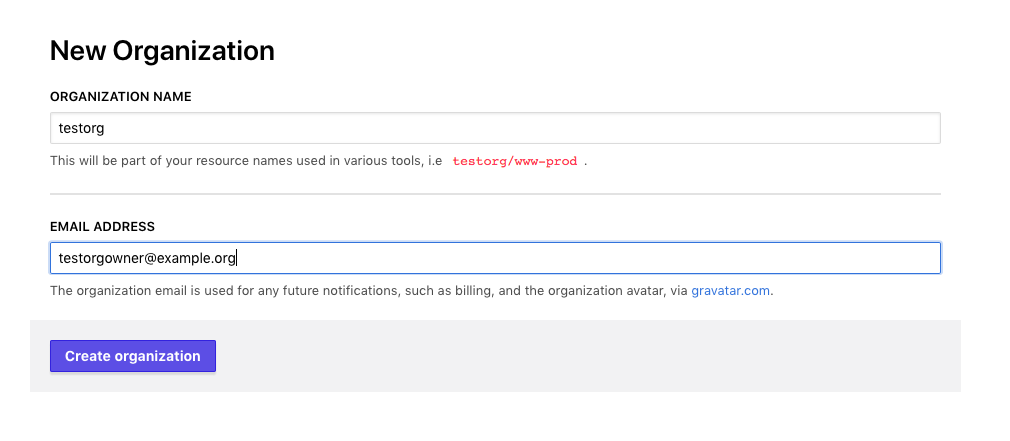 New Organization
ORGANIZATION NAME
testorg
This will be part of your resource names used in various tools, i.e testorg/www-prod .
EMAIL ADDRESS
testorgowner@example.org
The organization email is used for any future notifications, such as billing, and the organization avatar, via gravatar.com.
Create organization